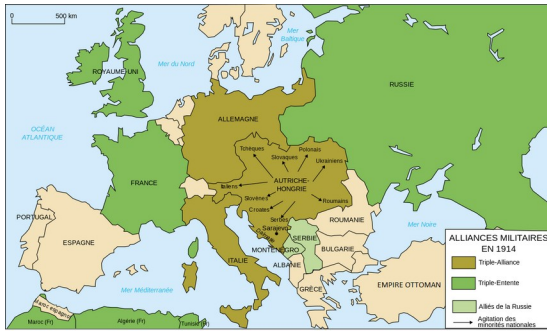 0 500 km
Mer
Baltique
Mer du Nord
ROYAUME-UNI
RUSSIE
OCÉAN
ATLANTIQUE
ALLEMAGNE
Tchèques
Slovaques
Polonais
Ukrainiens
FRANCE
AUTRICHE-
HONGRIE
Italiens
Slovènes
Croates
Roumains
Serbes
Sarajevo
PORTUGAL
ESPAGNE
ITALIE
MONTÉNÉGRO
SERBIE
ROUMANIE
BULGARIE
ALBANIE
GRÈCE
Mer Noire
EMPIRE OTTOMAN
Mer Méditerranée
Maroc espagnol
Maroc (Fr)
Algérie (Fr)
Tunisie (Fr)
ALLIANCES MILITAIRES
EN 1914
Triple-Alliance
Triple-Entente
Alliés de la Russie
Agitation des
minorités nationales